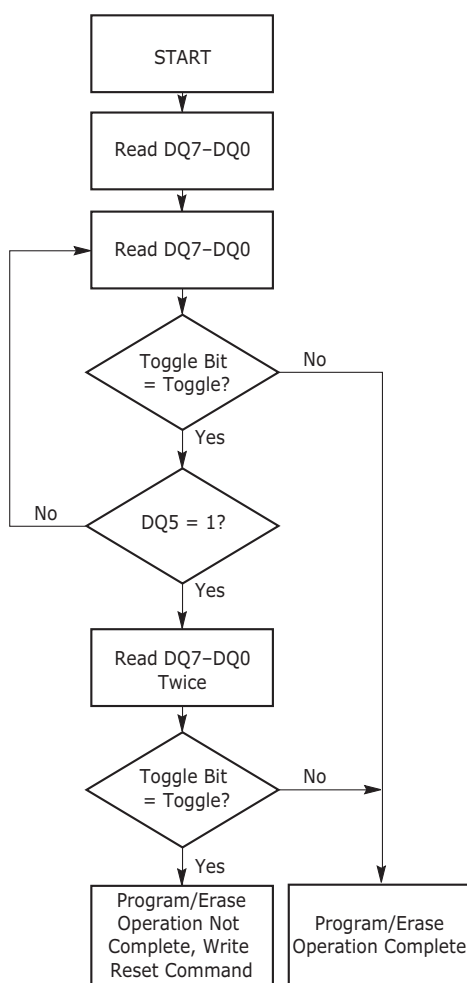 START
Read DQ7–DQ0
Read DQ7–DQ0
Toggle Bit
= Toggle?
No
Yes
No
DQ5 = 1?
Yes
Read DQ7–DQ0
Twice
Toggle Bit
= Toggle?
No
Yes
Program/Erase
Operation Not
Complete, Write
Reset Command
Program/Erase
Operation Complete